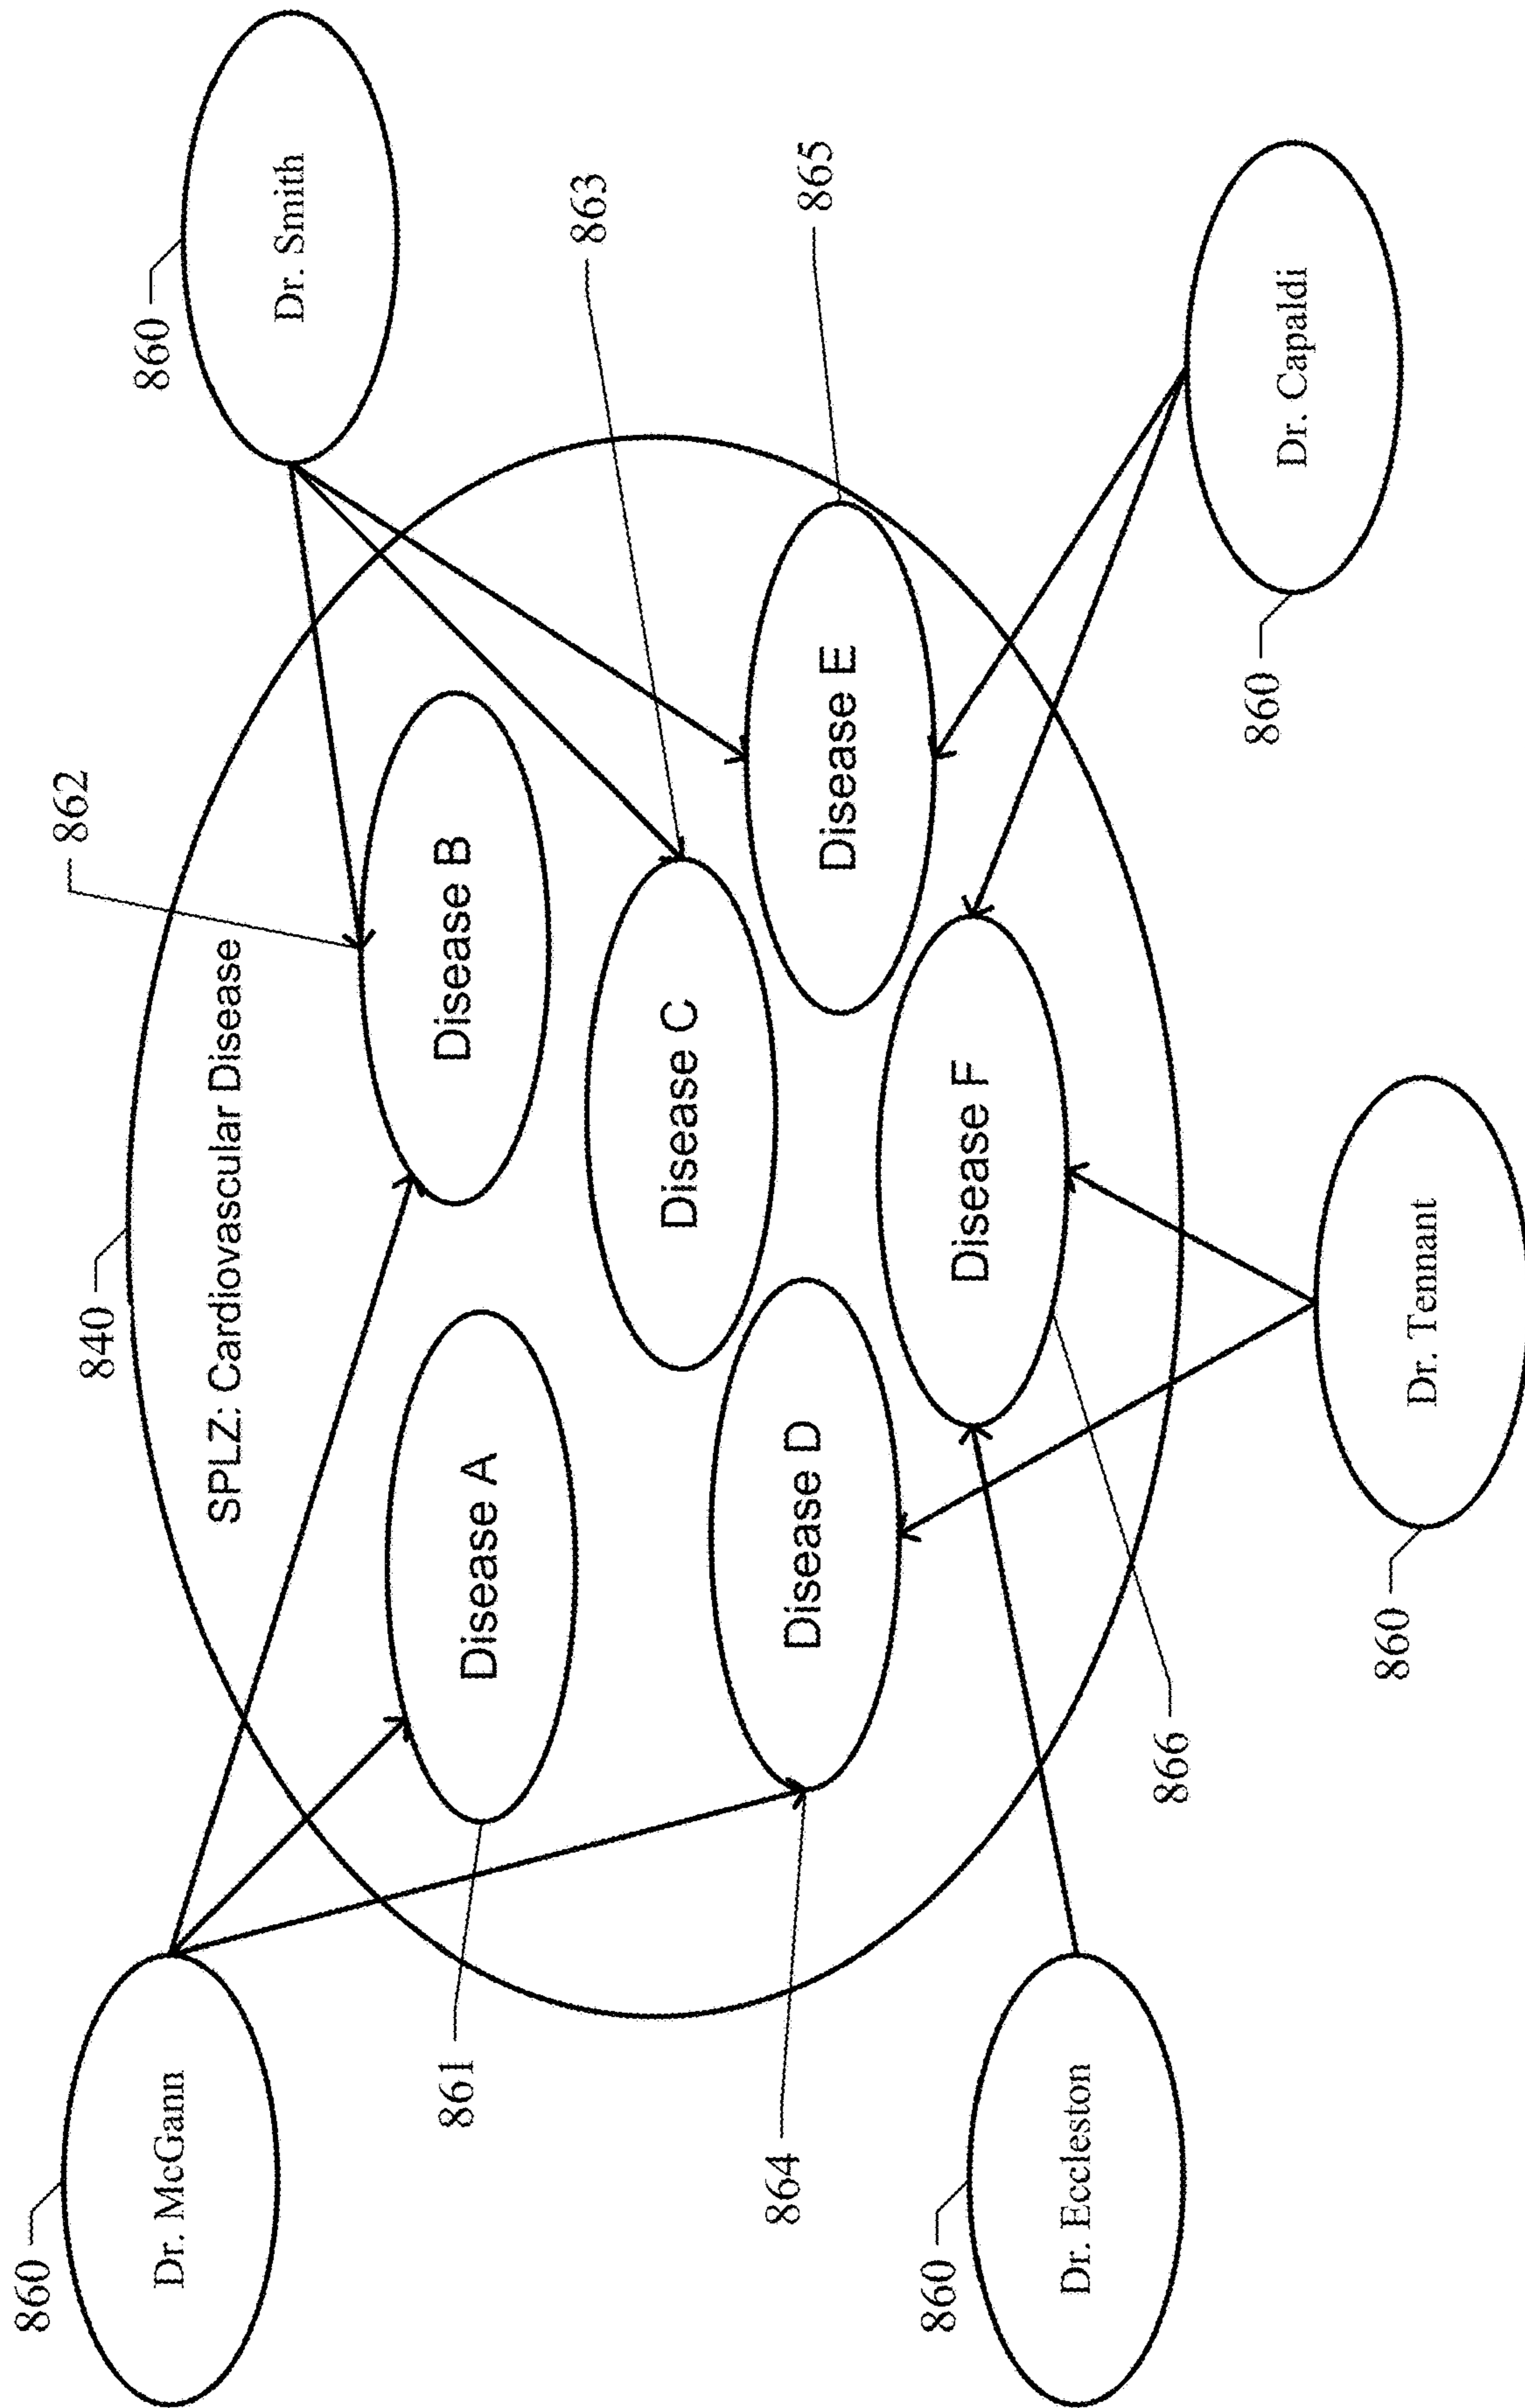 860
Dr. McGann
840
SPLZ: Cardiovascular Disease
862
860
Dr. Smith
861
Disease A
Disease B
863
Disease C
864
Disease D
Disease E
865
860
Dr. Eccleston
866
Disease F
860
Dr. Tennant
860
Dr. Capaldi